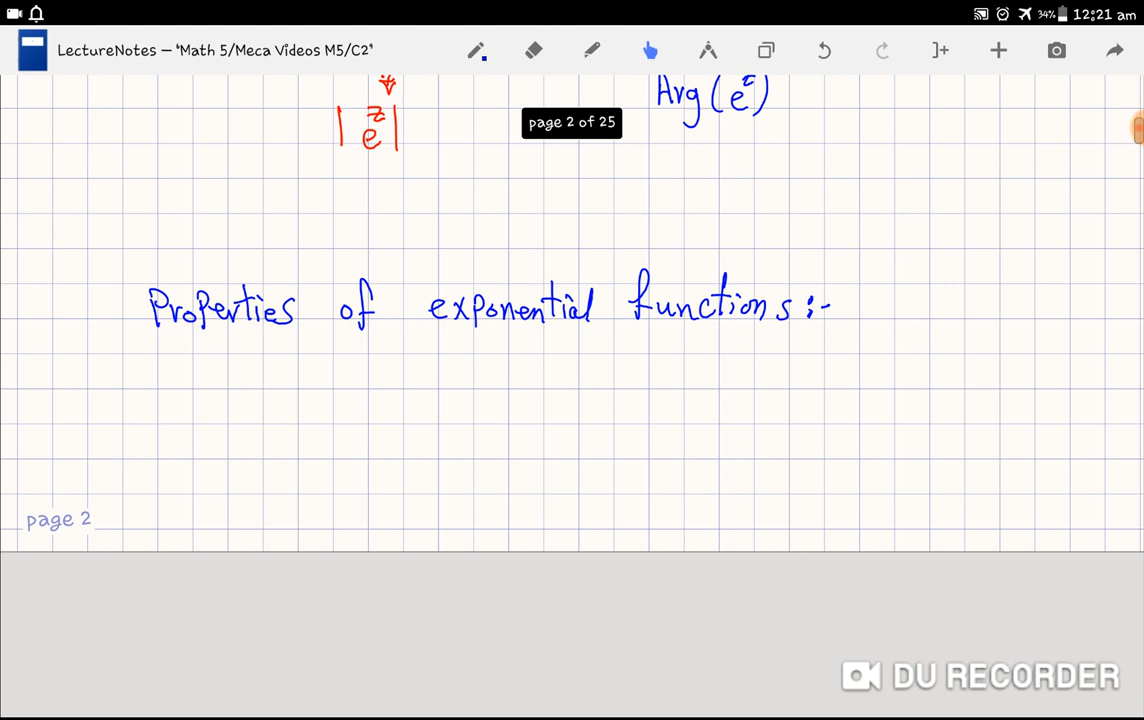 34% 12:21 am
LectureNotes – ‘Math 5/Meca Videos M5/C2’
Arg(e^z)
page 2 of 25
|e^z|
Properties of exponential functions :-
page 2
DU RECORDER